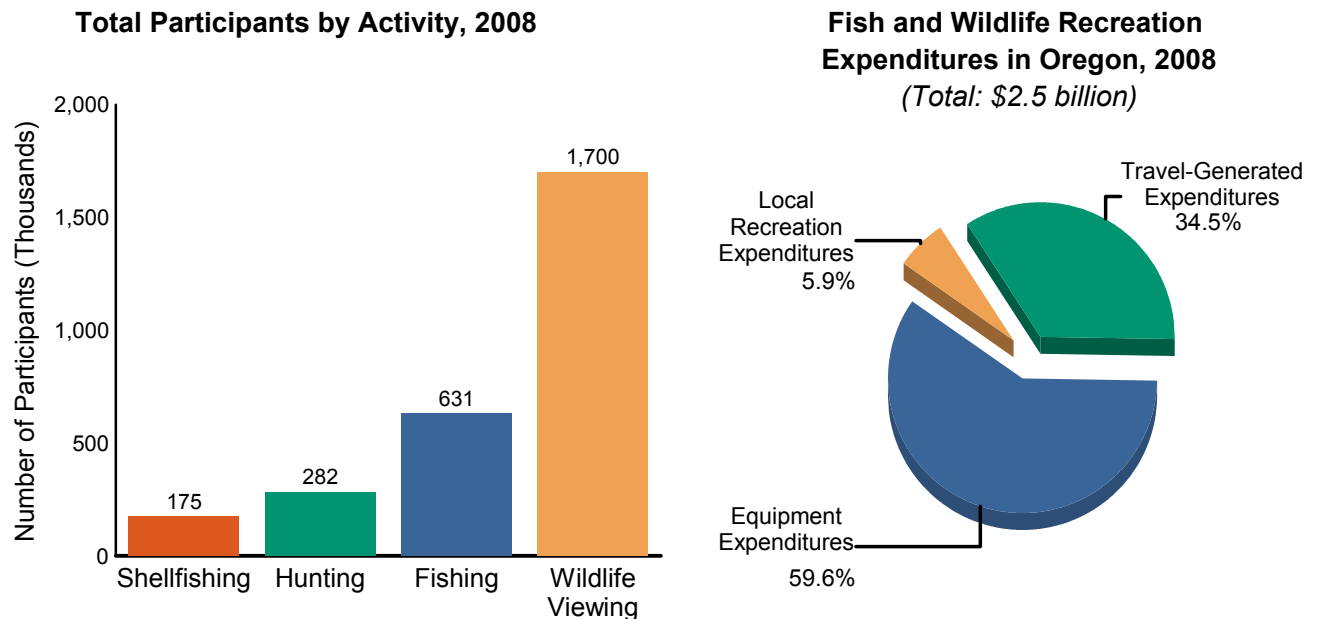 Total Participants by Activity, 2008
Number of Participants (Thousands)
2,000
1,500
1,000
500
0
175
282
631
1,700
Shellfishing
Hunting
Fishing
Wildlife
Viewing
Fish and Wildlife Recreation
Expenditures in Oregon, 2008
(Total: $2.5 billion)
Travel-Generated
Expenditures
34.5%
Local
Recreation
Expenditures
5.9%
Equipment
Expenditures
59.6%